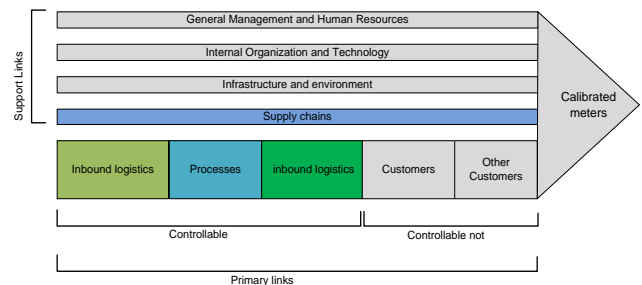 Support Links
General Management and Human Resources
Internal Organization and Technology
Infrastructure and environment
Supply chains
Calibrated
meters
Inbound logistics
Processes
inbound logistics
Customers
Other
Customers
Controllable
Controllable not
Primary links